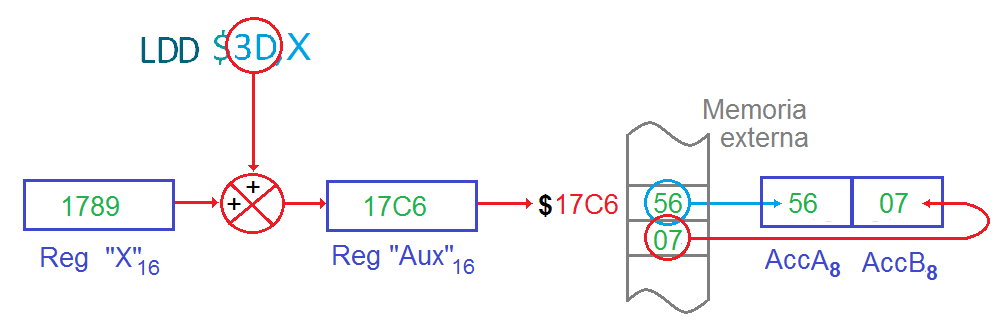 LDD $3D,X
Memoria
externa
+
+
1789
17C6
$17C6
56
56
07
07
Reg "X"16
Reg "Aux"16
AccA8
AccB8